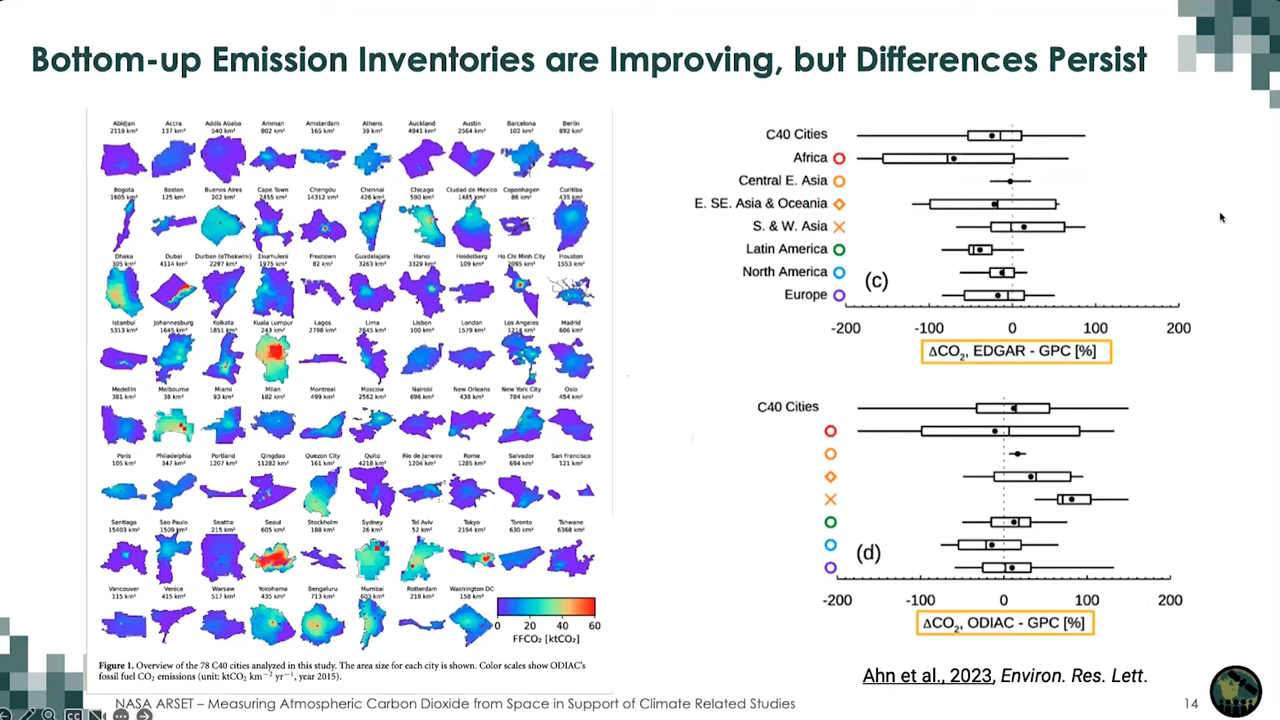 Bottom-up Emission Inventories are Improving, but Differences Persist
Abidjan Accra Addis Ababa Amman Amsterdam Athens Auckland Austin Barcelona Berlin
2119 km² 137 km² 540 km² 802 km² 165 km² 39 km² 4941 km² 2564 km² 102 km² 892 km²
Bogota Boston Buenos Aires Cape Town Chengdu Chennai Chicago Ciudad de Mexico Copenhagen Curitiba
1605 km² 125 km² 202 km² 2455 km² 14312 km² 426 km² 590 km² 1485 km² 86 km² 435 km²
Dhaka Dubai Durban (eThekwini) Ekurhuleni Freetown Guadalajara Hanoi Heidelberg Ho Chi Minh City Houston
305 km² 4114 km² 2297 km² 1975 km² 82 km² 3263 km² 3329 km² 109 km² 2095 km² 1553 km²
Istanbul Johannesburg Kolkata Kuala Lumpur Lagos Lima Lisbon London Los Angeles Madrid
5313 km² 1645 km² 1851 km² 243 km² 2798 km² 2645 km² 100 km² 1579 km² 1214 km² 606 km²
Medellin Melbourne Miami Milan Montreal Moscow Nairobi New Orleans New York City Oslo
381 km² 38 km² 93 km² 182 km² 499 km² 2562 km² 696 km² 438 km² 784 km² 454 km²
Paris Philadelphia Portland Qingdao Quezon City Quito Rio de Janeiro Rome Salvador San Francisco
105 km² 347 km² 1207 km² 11282 km² 161 km² 4218 km² 1204 km² 1285 km² 694 km² 121 km²
Santiago Sao Paulo Seattle Seoul Stockholm Sydney Tel Aviv Tokyo Toronto Tshwane
15403 km² 1509 km² 215 km² 605 km² 188 km² 26 km² 52 km² 2194 km² 630 km² 6368 km²
Vancouver Venice Warsaw Yokohama Bengaluru Mumbai Rotterdam Washington DC
115 km² 415 km² 517 km² 435 km² 713 km² 603 km² 218 km² 158 km²
0 20 40 60
FFCO₂ [ktCO₂]
Figure 1. Overview of the 78 C40 cities analyzed in this study. The area size for each city is shown. Color scales show ODIAC's
fossil fuel CO₂ emissions (unit: ktCO₂ km⁻² yr⁻¹, year 2015).
C40 Cities
Africa
Central E. Asia
E. SE. Asia & Oceania
S. & W. Asia
Latin America
North America
Europe
(c)
-200 -100 0 100 200
ΔCO₂, EDGAR - GPC [%]
C40 Cities
(d)
-200 -100 0 100 200
ΔCO₂, ODIAC - GPC [%]
Ahn et al., 2023, Environ. Res. Lett.
NASA ARSET – Measuring Atmospheric Carbon Dioxide from Space in Support of Climate Related Studies
14